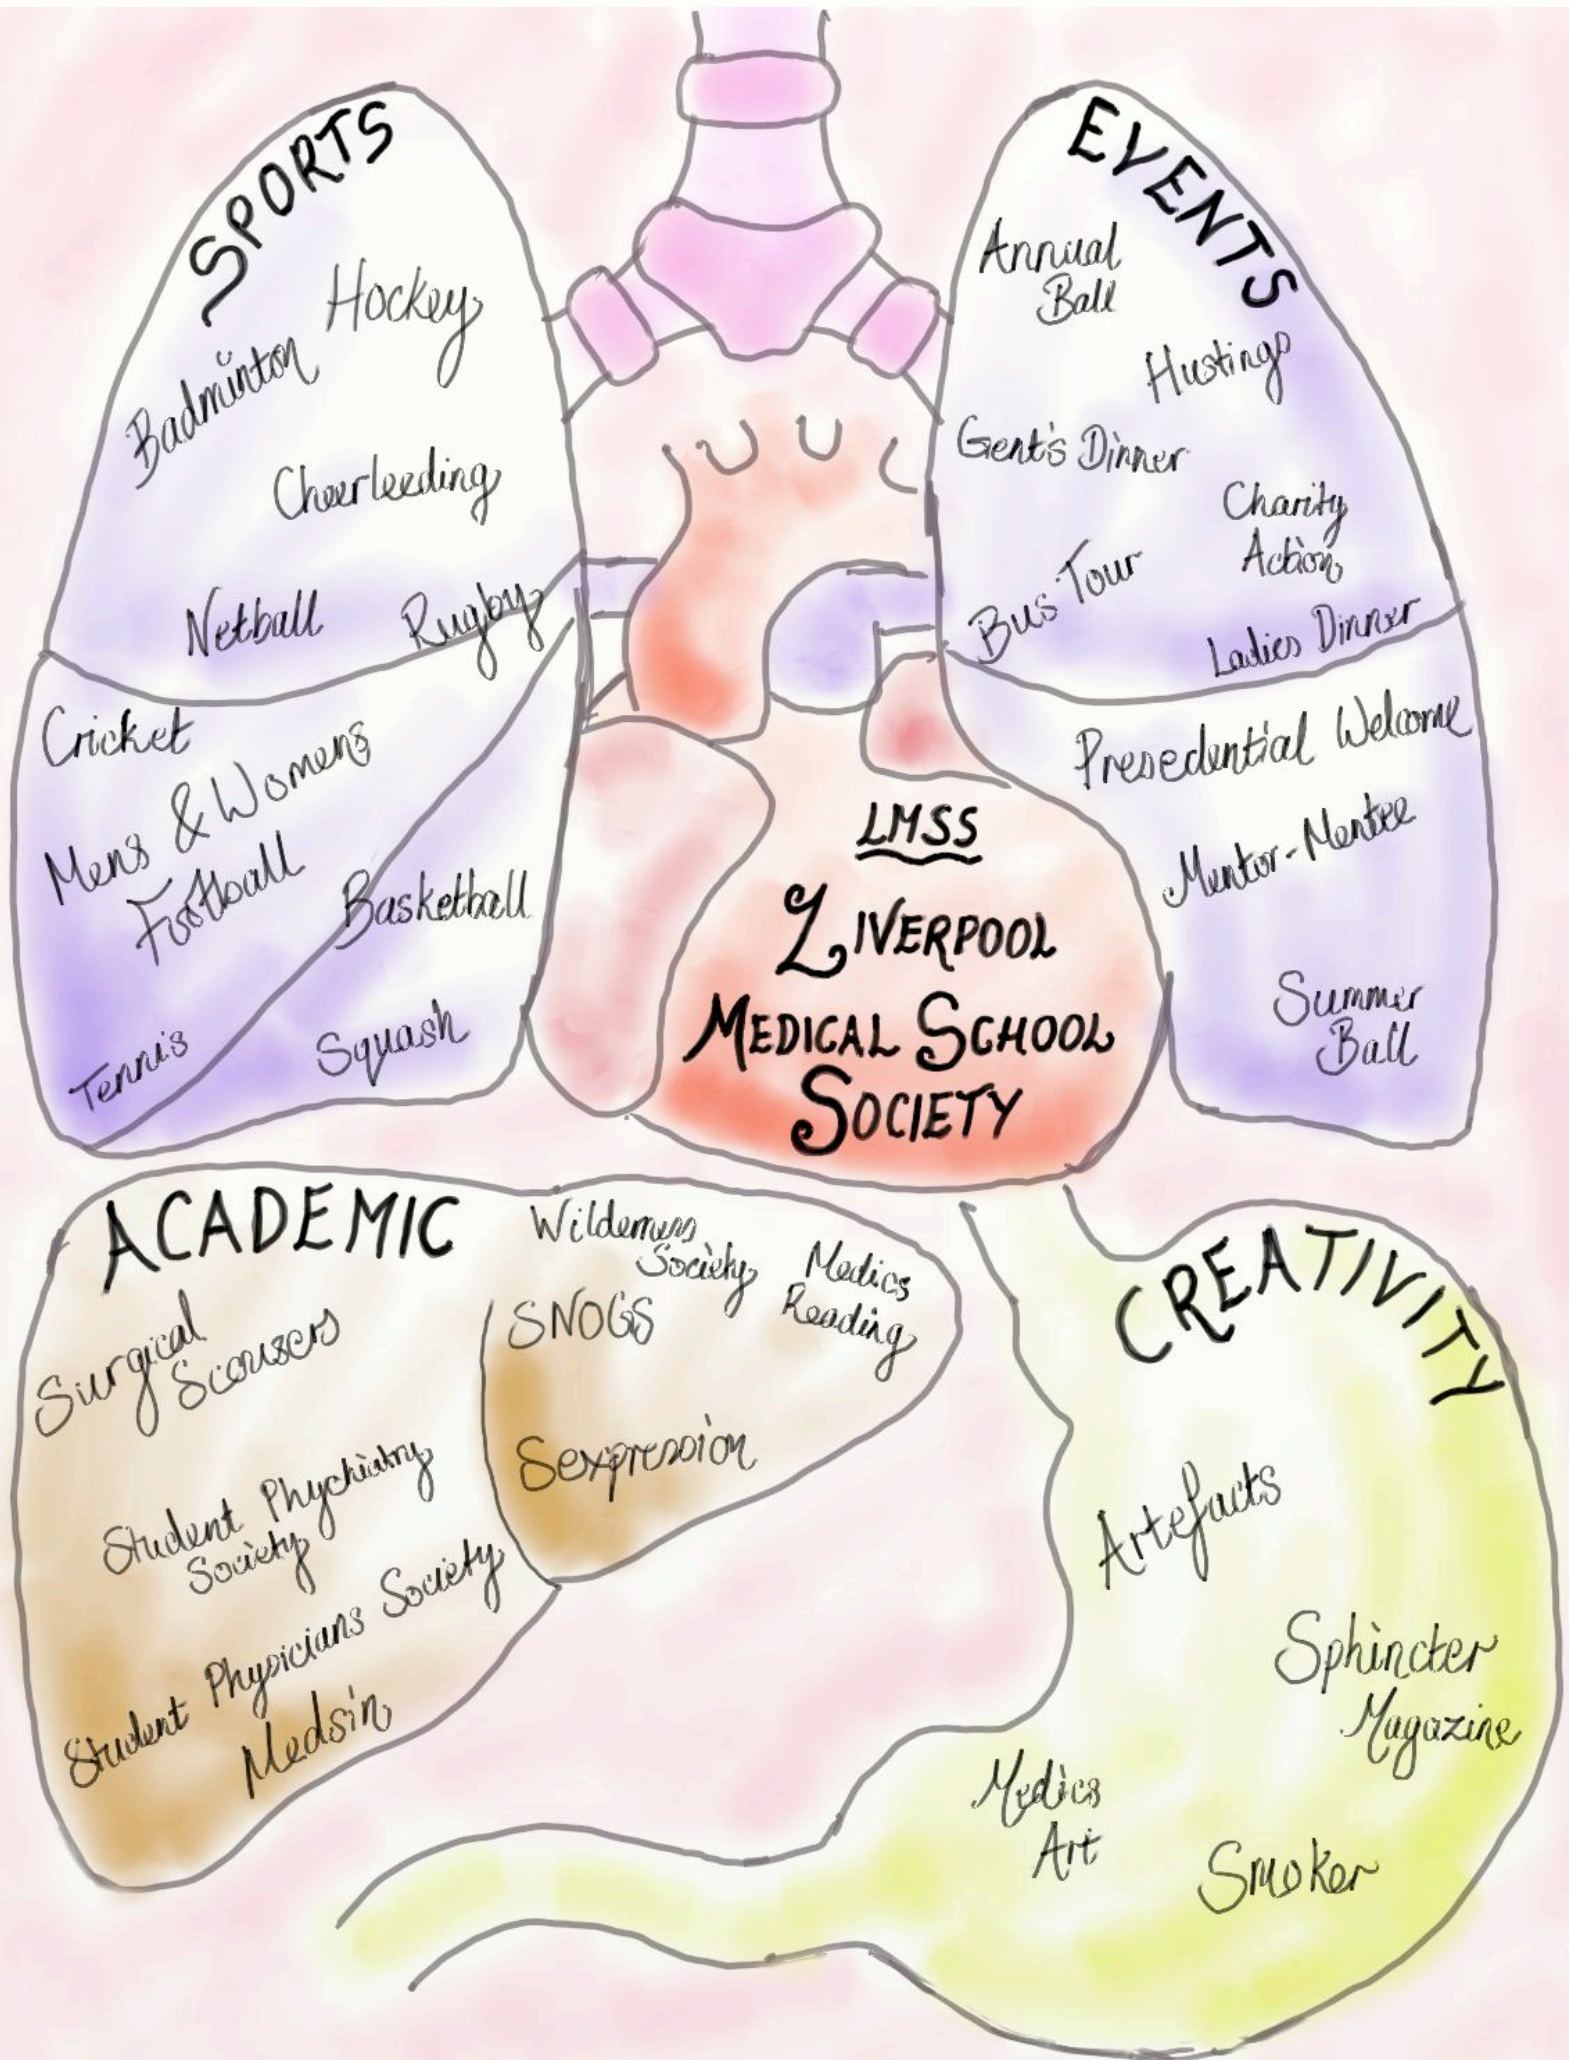 SPORTS
Hockey
Badminton
Cheerleeding
Netball
Rugby
Cricket
Mens & Womens
Football
Basketball
Tennis
Squash
EVENTS
Annual
Ball
Hustings
Gent's Dinner
Charity
Action
Bus Tour
Ladies Dinner
Presedential Welcome
Mentor-Mentee
Summer
Ball
LMSS
LIVERPOOL
MEDICAL SCHOOL
SOCIETY
ACADEMIC
Surgical
Scousers
Student Phychiatry
Society
Student Physicians Society
Medsin
Wilderness
Society
Medics
Reading
SNOGS
Sexpression
CREATIVITY
Artefacts
Sphincter
Magazine
Medics
Art
Smoker